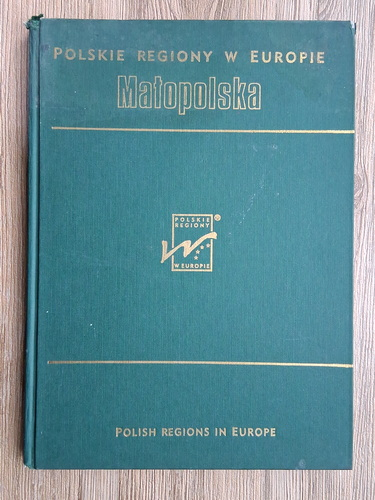 POLSKIE REGIONY W EUROPIE
Małopolska
POLSKIE
REGIONY
®
W EUROPIE
POLISH REGIONS IN EUROPE